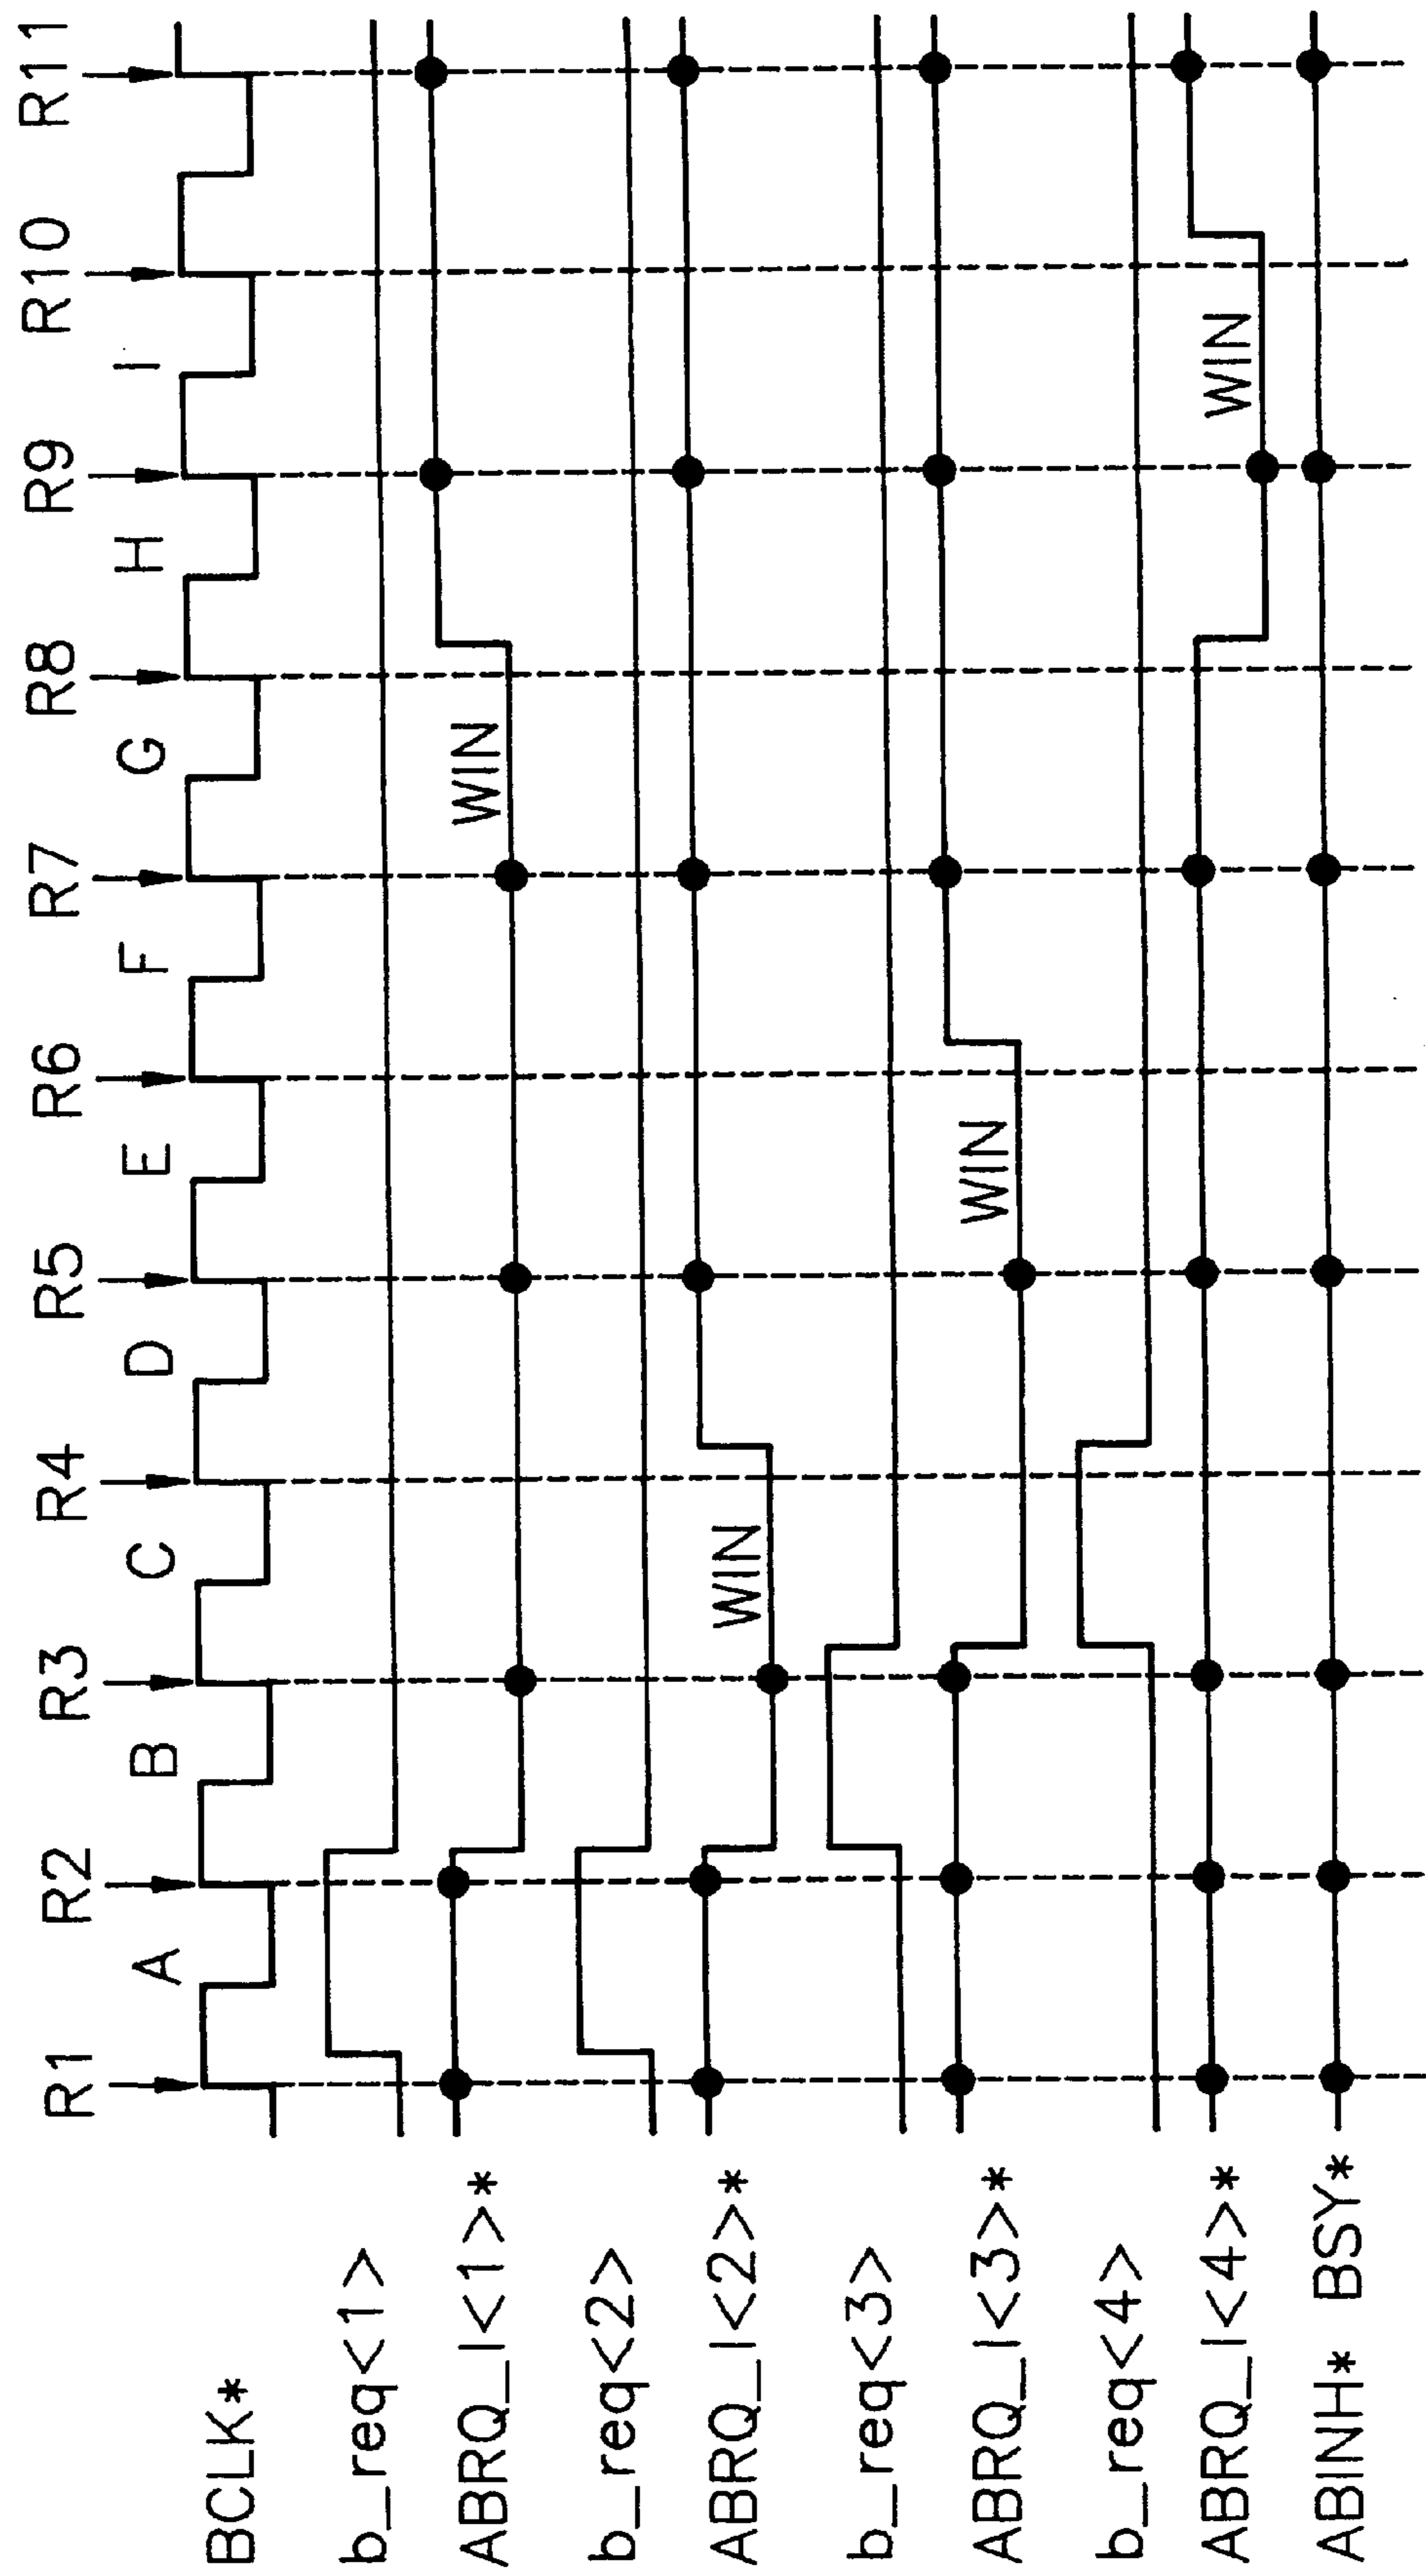 R1 R2 R3 R4 R5 R6 R7 R8 R9 R10 R11
A B C D E F G H I
BCLK*
b_req<1>
WIN
ABRQ_I<1>*
b_req<2>
WIN
ABRQ_I<2>*
b_req<3>
WIN
ABRQ_I<3>*
b_req<4>
WIN
ABRQ_I<4>*
ABINH* BSY*